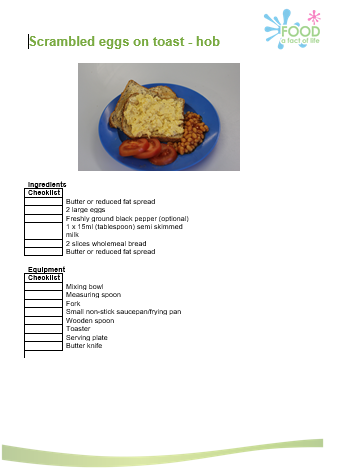 FOOD
a fact of life
Scrambled eggs on toast - hob
Ingredients
Checklist
Butter or reduced fat spread
2 large eggs
Freshly ground black pepper (optional)
1 x 15ml (tablespoon) semi skimmed
milk
2 slices wholemeal bread
Butter or reduced fat spread
Equipment
Checklist
Mixing bowl
Measuring spoon
Fork
Small non-stick saucepan/frying pan
Wooden spoon
Toaster
Serving plate
Butter knife